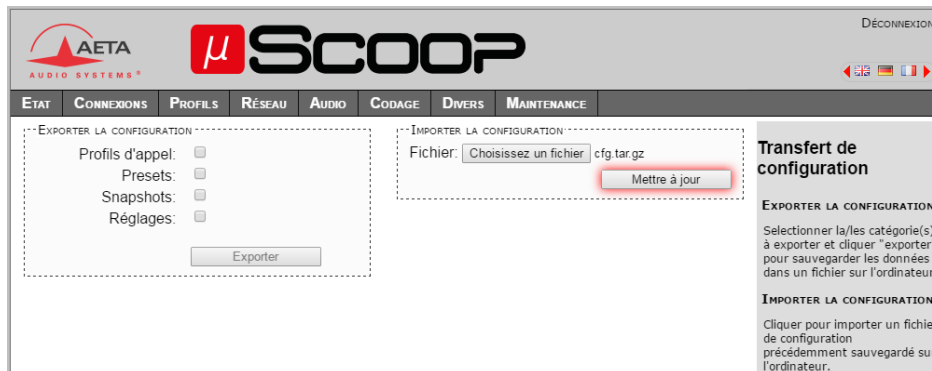 DÉCONNEXION
AETA
AUDIO SYSTEMS
µSCOOP
ETAT CONNEXIONS PROFILS RÉSEAU AUDIO CODAGE DIVERS MAINTENANCE
EXPORTER LA CONFIGURATION
Profils d'appel:
Presets:
Snapshots:
Réglages:
Exporter
IMPORTER LA CONFIGURATION
Fichier: Choisissez un fichier cfg.tar.gz
Mettre à jour
Transfert de
configuration
EXPORTER LA CONFIGURATION
Selectionner la/les catégorie(s)
à exporter et cliquer "exporter
pour sauvegarder les données
dans un fichier sur l'ordinateur
IMPORTER LA CONFIGURATION
Cliquer pour importer un fichie
de configuration
précédemment sauvegardé su
l'ordinateur.